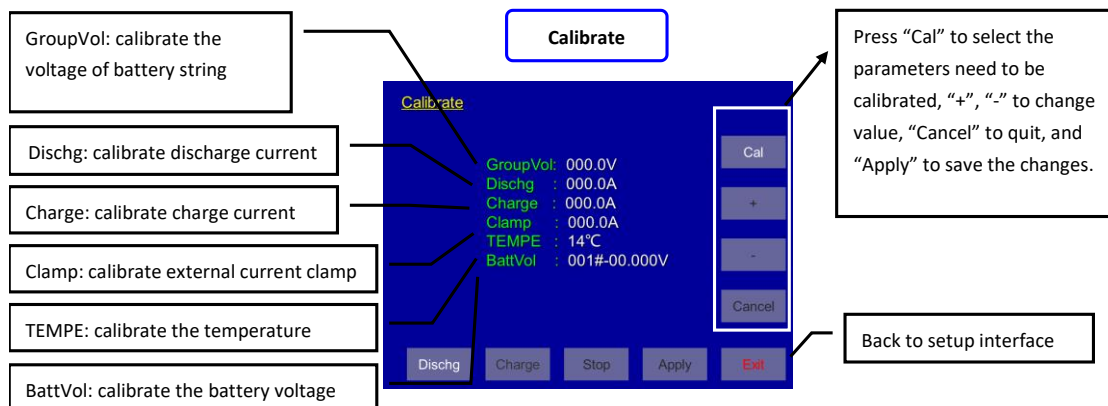 GroupVol: calibrate the
voltage of battery string
Dischg: calibrate discharge current
Charge: calibrate charge current
Clamp: calibrate external current clamp
TEMPE: calibrate the temperature
BattVol: calibrate the battery voltage
Calibrate
Calibrate
GroupVol: 000.0V
Dischg : 000.0A
Charge : 000.0A
Clamp : 000.0A
TEMPE : 14℃
BattVol : 001#-00.000V
Cal
+
-
Cancel
Dischg
Charge
Stop
Apply
Exit
Press “Cal” to select the
parameters need to be
calibrated, “+”, “-” to change
value, “Cancel” to quit, and
“Apply” to save the changes.
Back to setup interface